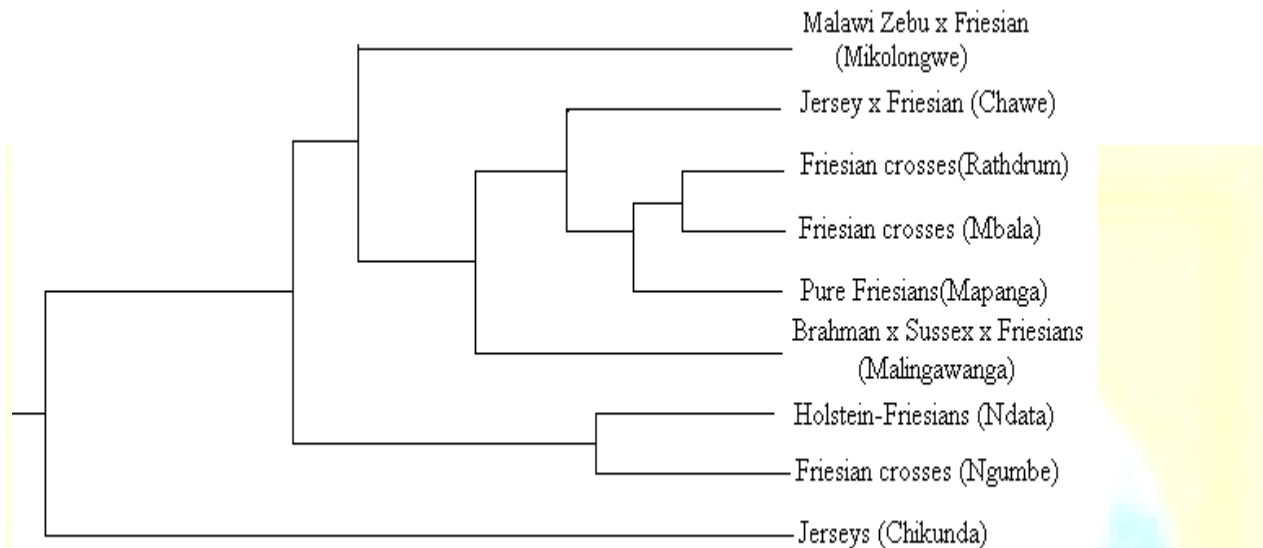 Malawi Zebu x Friesian
(Mikolongwe)
Jersey x Friesian (Chawe)
Friesian crosses(Rathdrum)
Friesian crosses (Mbala)
Pure Friesians(Mapanga)
Brahman x Sussex x Friesians
(Malingawanga)
Holstein-Friesians (Ndata)
Friesian crosses (Ngumbe)
Jerseys (Chikunda)